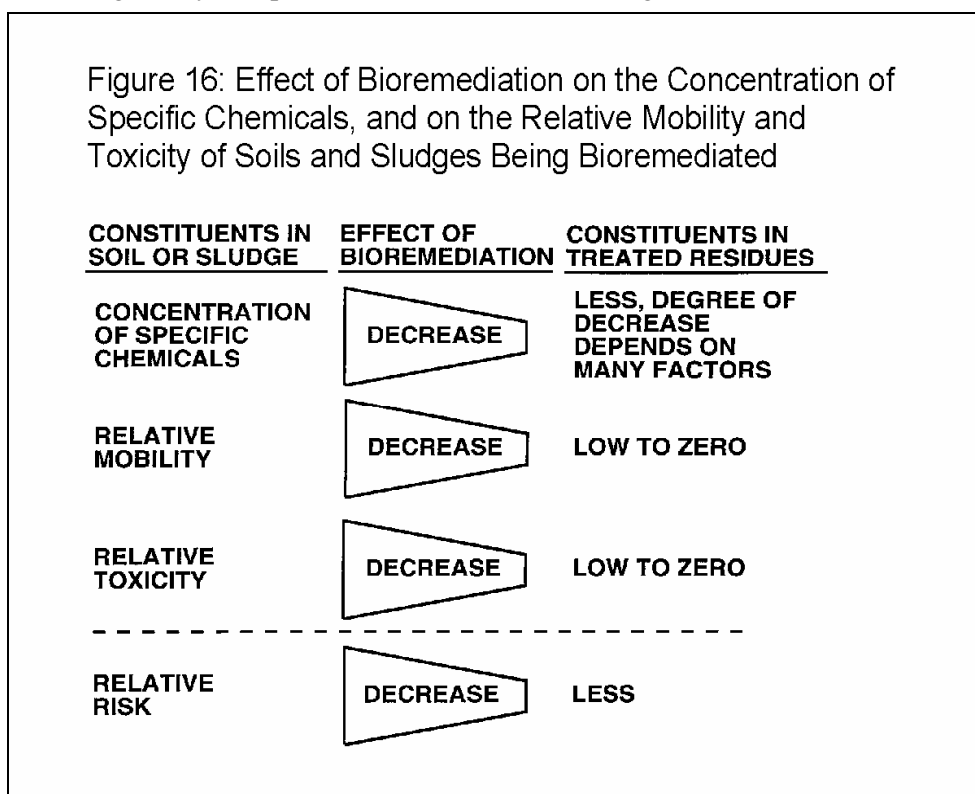 Figure 16: Effect of Bioremediation on the Concentration of
Specific Chemicals, and on the Relative Mobility and
Toxicity of Soils and Sludges Being Bioremediated
CONSTITUENTS IN
SOIL OR SLUDGE
EFFECT OF
BIOREMEDIATION
CONSTITUENTS IN
TREATED RESIDUES
CONCENTRATION
OF SPECIFIC
CHEMICALS
DECREASE
LESS, DEGREE OF
DECREASE
DEPENDS ON
MANY FACTORS
RELATIVE
MOBILITY
DECREASE
LOW TO ZERO
RELATIVE
TOXICITY
DECREASE
LOW TO ZERO
RELATIVE
RISK
DECREASE
LESS